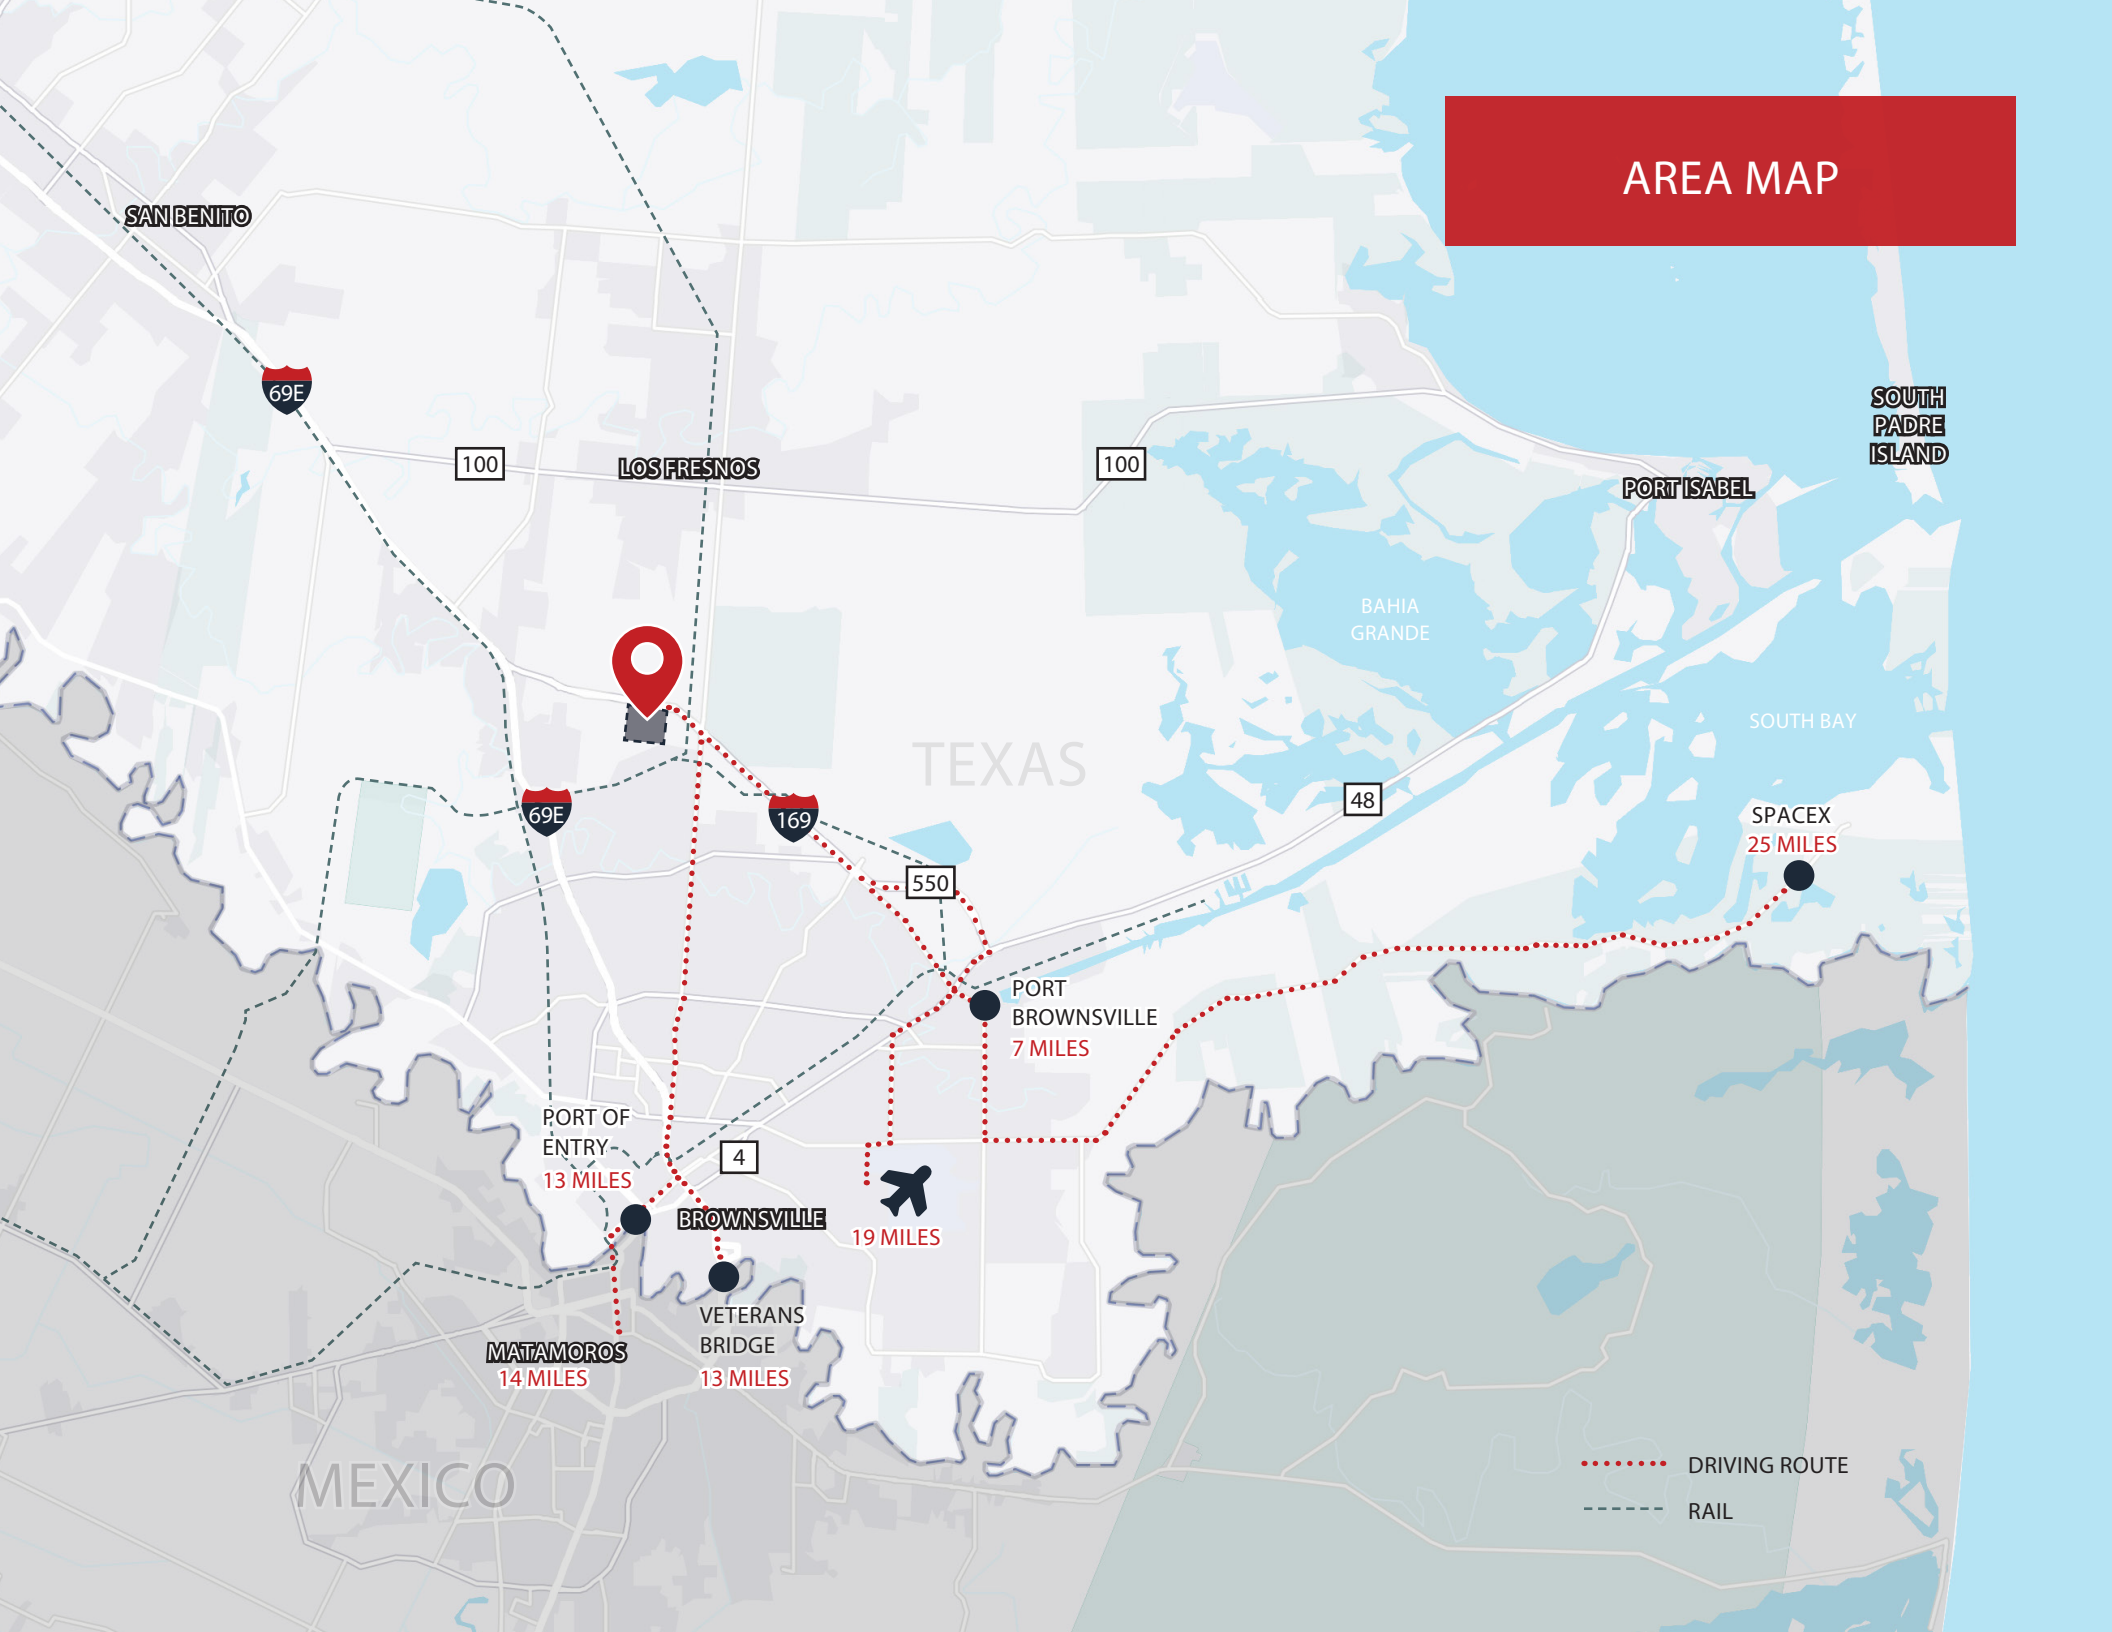 AREA MAP
SAN BENITO
69E
SOUTH
PADRE
ISLAND
100
LOS FRESNOS
100
PORT ISABEL
BAHIA
GRANDE
SOUTH BAY
TEXAS
69E
169
48
SPACEX
25 MILES
550
PORT
BROWNSVILLE
7 MILES
PORT OF
ENTRY
13 MILES
4
BROWNSVILLE
19 MILES
VETERANS
BRIDGE
13 MILES
MATAMOROS
14 MILES
MEXICO
DRIVING ROUTE
RAIL